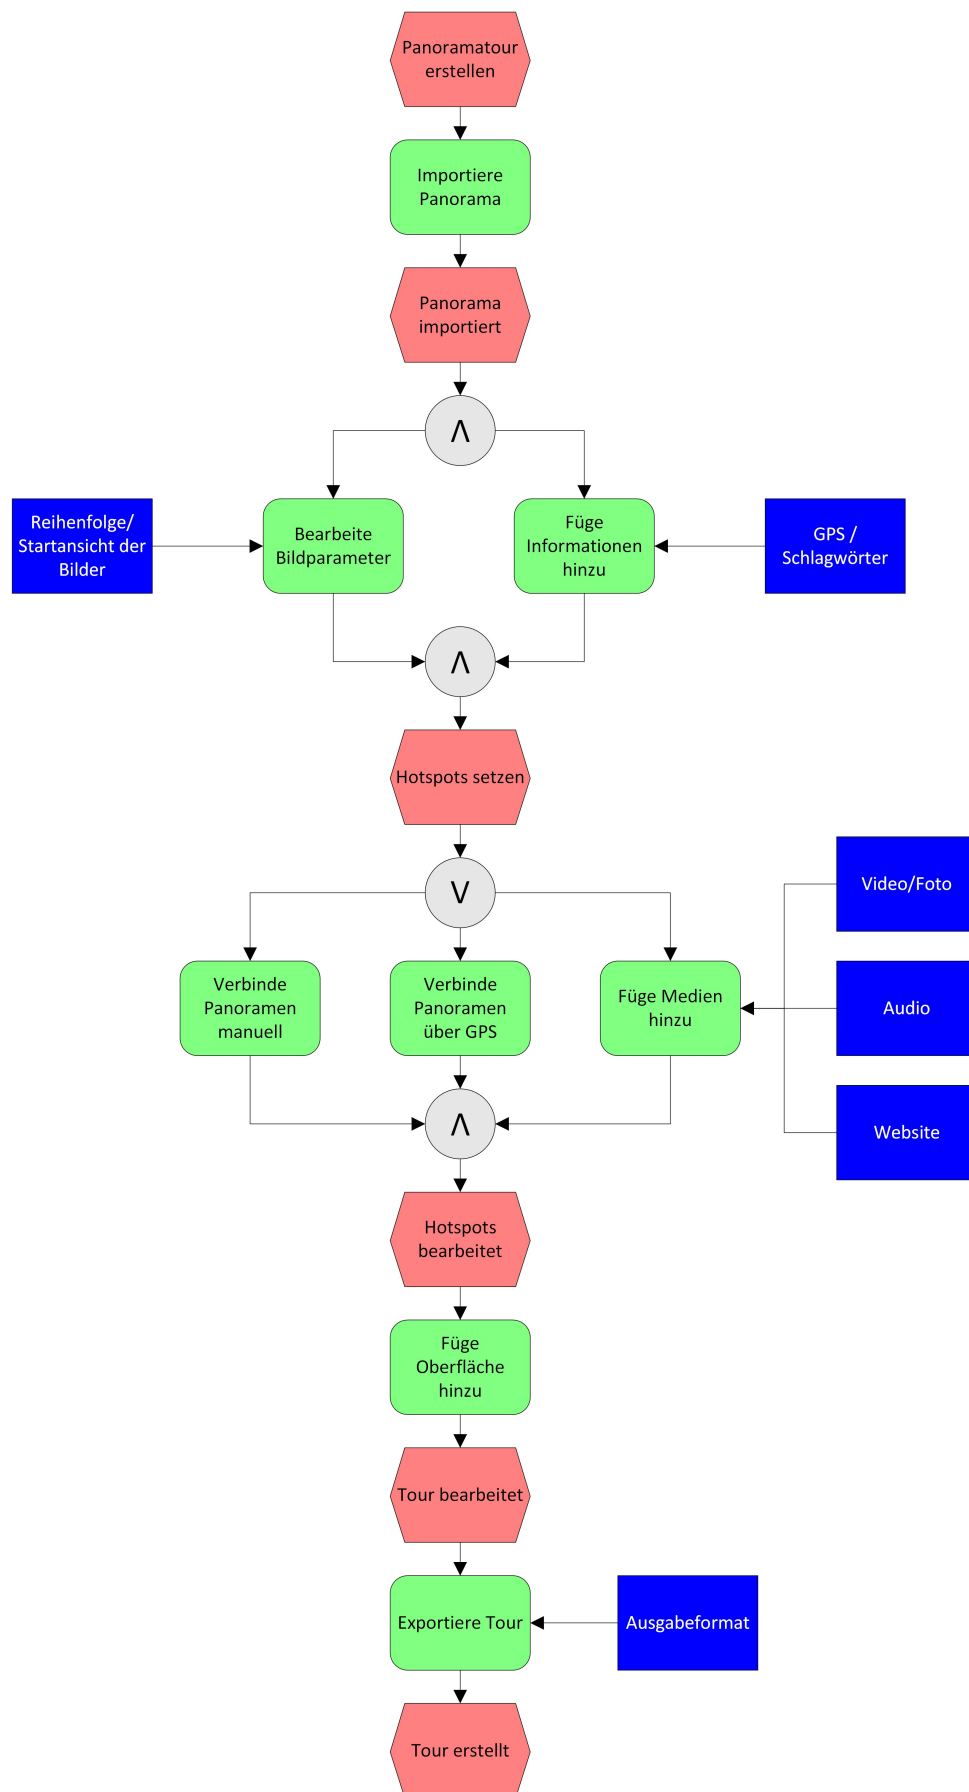 Panoramatour
erstellen
Importiere
Panorama
Panorama
importiert
Λ
Reihenfolge/
Startansicht der
Bilder
Bearbeite
Bildparameter
Füge
Informationen
hinzu
GPS /
Schlagwörter
Λ
Hotspots setzen
V
Verbinde
Panoramen
manuell
Verbinde
Panoramen
über GPS
Füge Medien
hinzu
Video/Foto
Audio
Website
Λ
Hotspots
bearbeitet
Füge
Oberfläche
hinzu
Tour bearbeitet
Exportiere Tour
Ausgabeformat
Tour erstellt